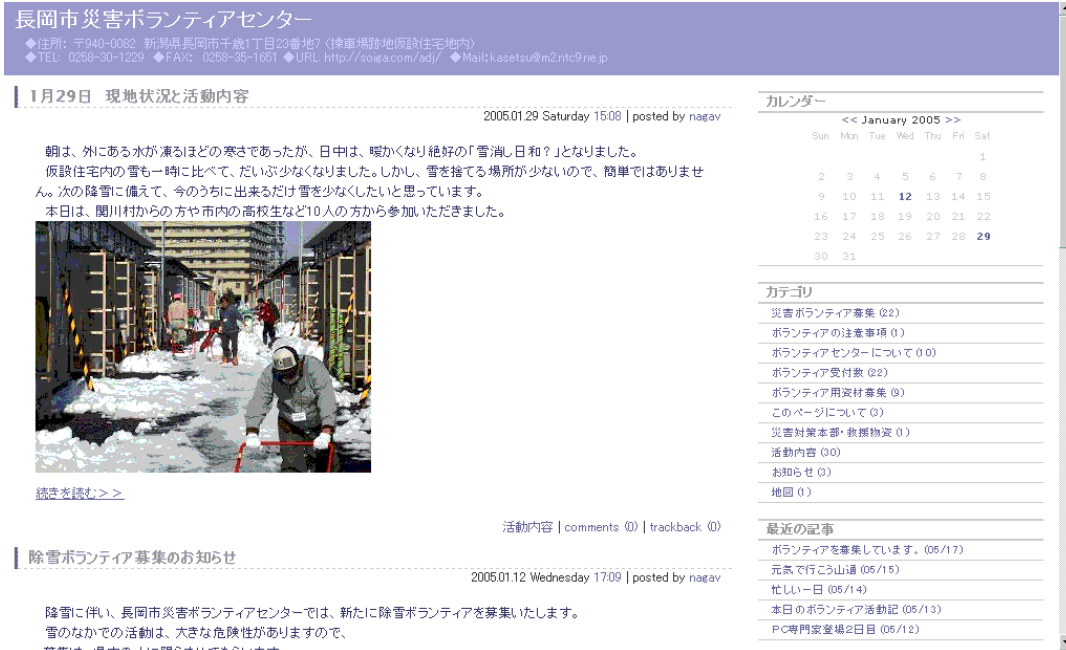 長岡市災害ボランティアセンター
◆住所: 〒940-0082 新潟県長岡市千歳1丁目23番地7 (操車場跡地仮設住宅地内)
◆TEL: 0258-30-1229 ◆FAX: 0258-35-1651 ◆URL: http://soiga.com/adj/ ◆Mail:kasetsu@m2.ntc9.ne.jp
1月29日 現地状況と活動内容
2005.01.29 Saturday 15:08 | posted by nagav
朝は、外にある水が凍るほどの寒さであったが、日中は、暖かくなり絶好の「雪消し日和?」となりました。
仮設住宅内の雪も一時に比べて、だいぶ少なくなりました。しかし、雪を捨てる場所が少ないので、簡単ではありませ
ん。次の降雪に備えて、今のうちに出来るだけ雪を少なくしたいと思っています。
本日は、関川村からの方や市内の高校生など10人の方から参加いただきました。
続きを読む>>
活動内容 | comments (0) | trackback (0)
除雪ボランティア募集のお知らせ
2005.01.12 Wednesday 17:09 | posted by nagav
降雪に伴い、長岡市災害ボランティアセンターでは、新たに除雪ボランティアを募集いたします。
雪のなかでの活動は、大きな危険性がありますので、
カレンダー
<< January 2005 >>
Sun Mon Tue Wed Thu Fri Sat
1
2 3 4 5 6 7 8
9 10 11 12 13 14 15
16 17 18 19 20 21 22
23 24 25 26 27 28 29
30 31
カテゴリ
災害ボランティア募集 (22)
ボランティアの注意事項 (1)
ボランティアセンターについて (10)
ボランティア受付数 (22)
ボランティア用資材募集 (9)
このページについて (3)
災害対策本部・救援物資 (1)
活動内容 (30)
お知らせ (3)
地図 (1)
最近の記事
ボランティアを募集しています。 (05/17)
元気で行こう山通 (05/15)
忙しい一日 (05/14)
本日のボランティア活動記 (05/13)
PC専門家登場2日目 (05/12)